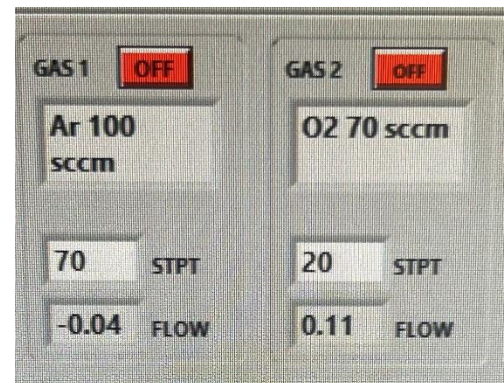 GAS 1 OFF
Ar 100
sccm
70 STPT
-0.04 FLOW
GAS 2 OFF
O2 70 sccm
20 STPT
0.11 FLOW